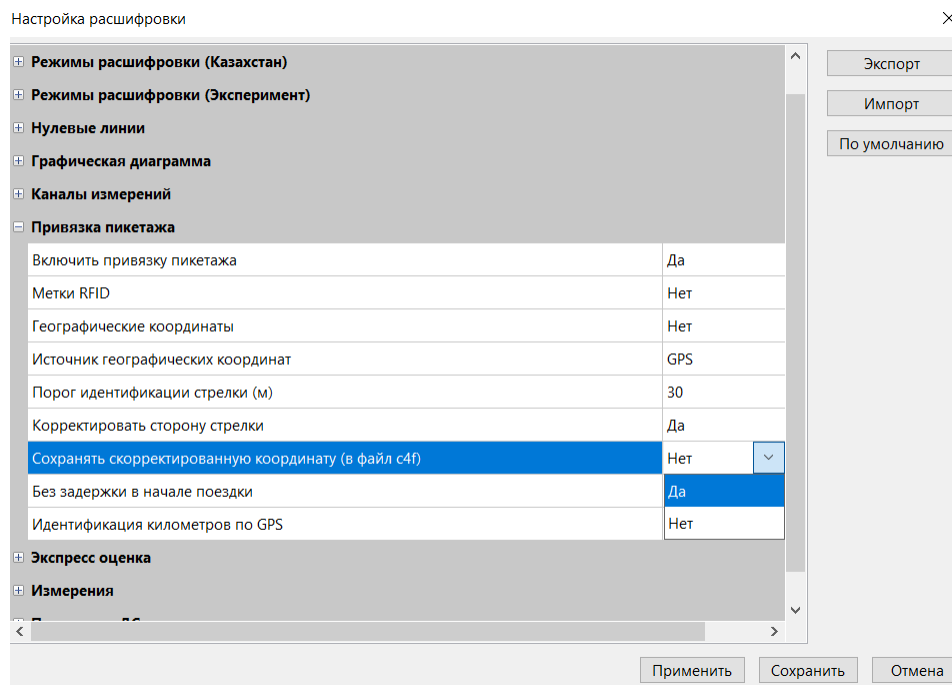 Настройка расшифровки
Экспорт
Импорт
По умолчанию
Режимы расшифровки (Казахстан)
Режимы расшифровки (Эксперимент)
Нулевые линии
Графическая диаграмма
Каналы измерений
Привязка пикетажа
Включить привязку пикетажа Да
Метки RFID Нет
Географические координаты Нет
Источник географических координат GPS
Порог идентификации стрелки (м) 30
Корректировать сторону стрелки Да
Сохранять скорректированную координату (в файл c4f) Нет
Без задержки в начале поездки Да
Идентификация километров по GPS Нет
Экспресс оценка
Измерения
Применить Сохранить Отмена